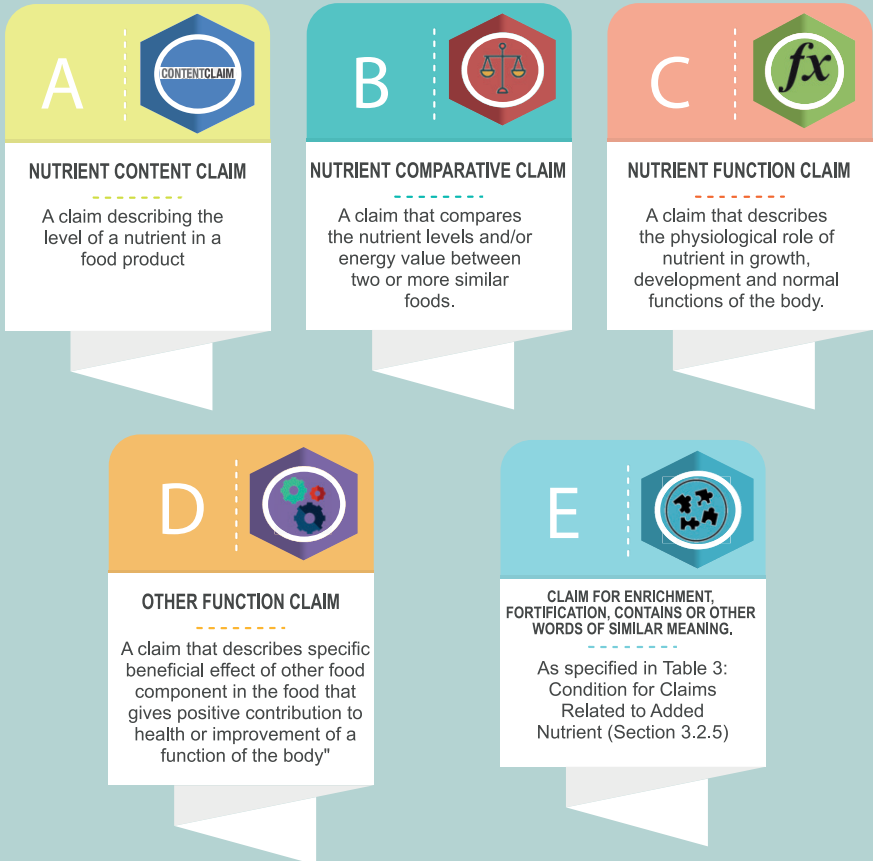 A
CONTENTCLAIM
NUTRIENT CONTENT CLAIM
A claim describing the
level of a nutrient in a
food product
B
NUTRIENT COMPARATIVE CLAIM
A claim that compares
the nutrient levels and/or
energy value between
two or more similar
foods.
C
fx
NUTRIENT FUNCTION CLAIM
A claim that describes
the physiological role of
nutrient in growth,
development and normal
functions of the body.
D
OTHER FUNCTION CLAIM
A claim that describes specific
beneficial effect of other food
component in the food that
gives positive contribution to
health or improvement of a
function of the body"
E
CLAIM FOR ENRICHMENT,
FORTIFICATION, CONTAINS OR OTHER
WORDS OF SIMILAR MEANING.
As specified in Table 3:
Condition for Claims
Related to Added
Nutrient (Section 3.2.5)